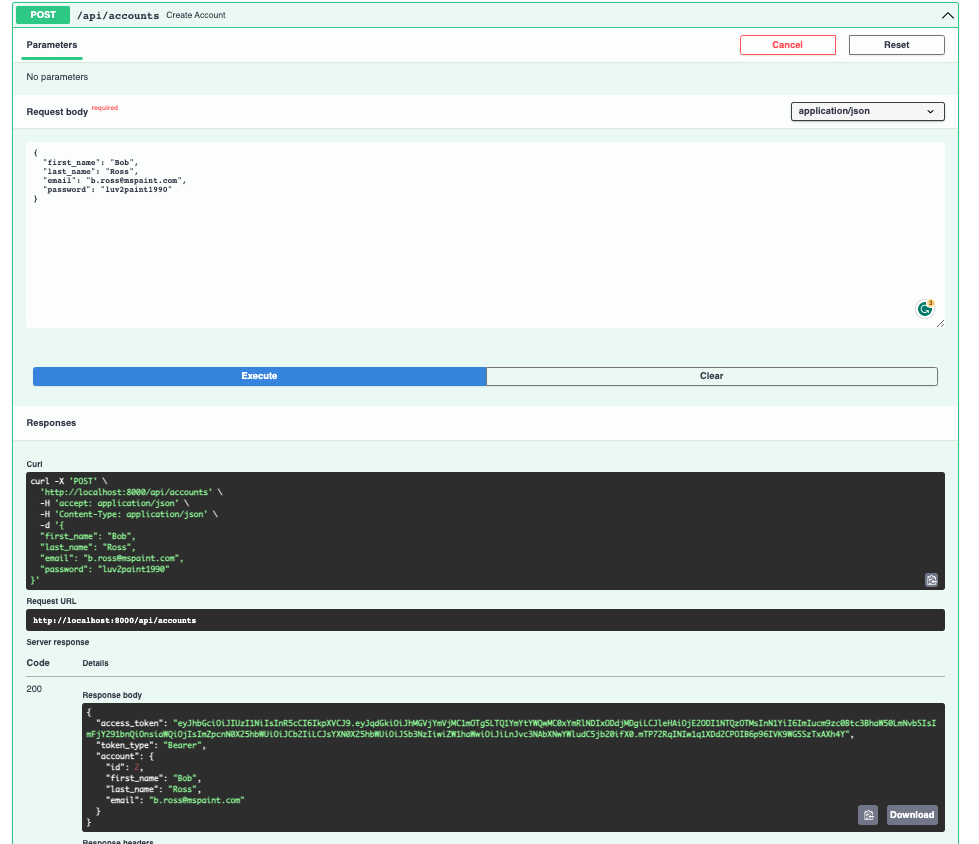 POST /api/accounts Create Account
Parameters
Cancel
Reset
No parameters
Request body required
application/json
{
  "first_name": "Bob",
  "last_name": "Ross",
  "email": "b.ross@mspaint.com",
  "password": "luv2paint1990"
}
3
Execute
Clear
Responses
Curl
curl -X 'POST' \
  'http://localhost:8000/api/accounts' \
  -H 'accept: application/json' \
  -H 'Content-Type: application/json' \
  -d '{
  "first_name": "Bob",
  "last_name": "Ross",
  "email": "b.ross@mspaint.com",
  "password": "luv2paint1990"
}'
Request URL
http://localhost:8000/api/accounts
Server response
Code Details
200
Response body
{
  "access_token":
  "token_type": "Bearer",
  "account": {
    "id": 2,
    "first_name": "Bob",
    "last_name": "Ross",
    "email": "b.ross@mspaint.com"
  }
}
Download
Response headers